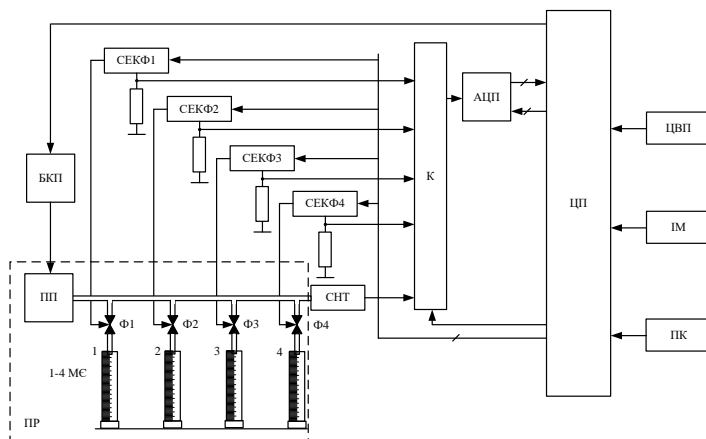 СЕКФ1
СЕКФ2
СЕКФ3
СЕКФ4
К
АЦП
ЦП
ЦВП
ІМ
ПК
БКП
ПП
СНТ
Ф1
Ф2
Ф3
Ф4
1
2
3
4
1-4 МЄ
ПР